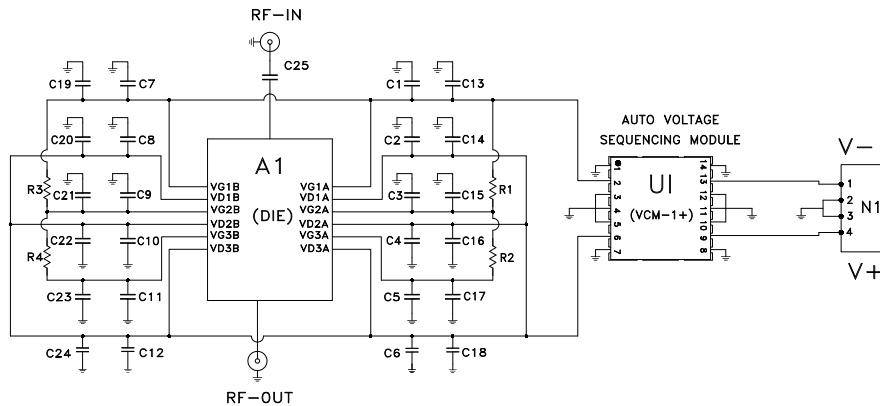 RF-IN
C25
C19
C7
C1
C13
C20
C8
C2
C14
AUTO VOLTAGE
SEQUENCING MODULE
V-
A1
(DIE)
VG1B
VD1B
VG2B
VD2B
VG3B
VD3B
VG1A
VD1A
VG2A
VD2A
VG3A
VD3A
R3
C21
C9
C3
C15
R1
R4
C22
C10
C4
C16
R2
C23
C11
C5
C17
C24
C12
C6
C18
UI
(VCM-1+)
1
2
3
4
5
6
7
14
13
12
11
10
9
8
1
2
3
4
N1
V+
RF-OUT